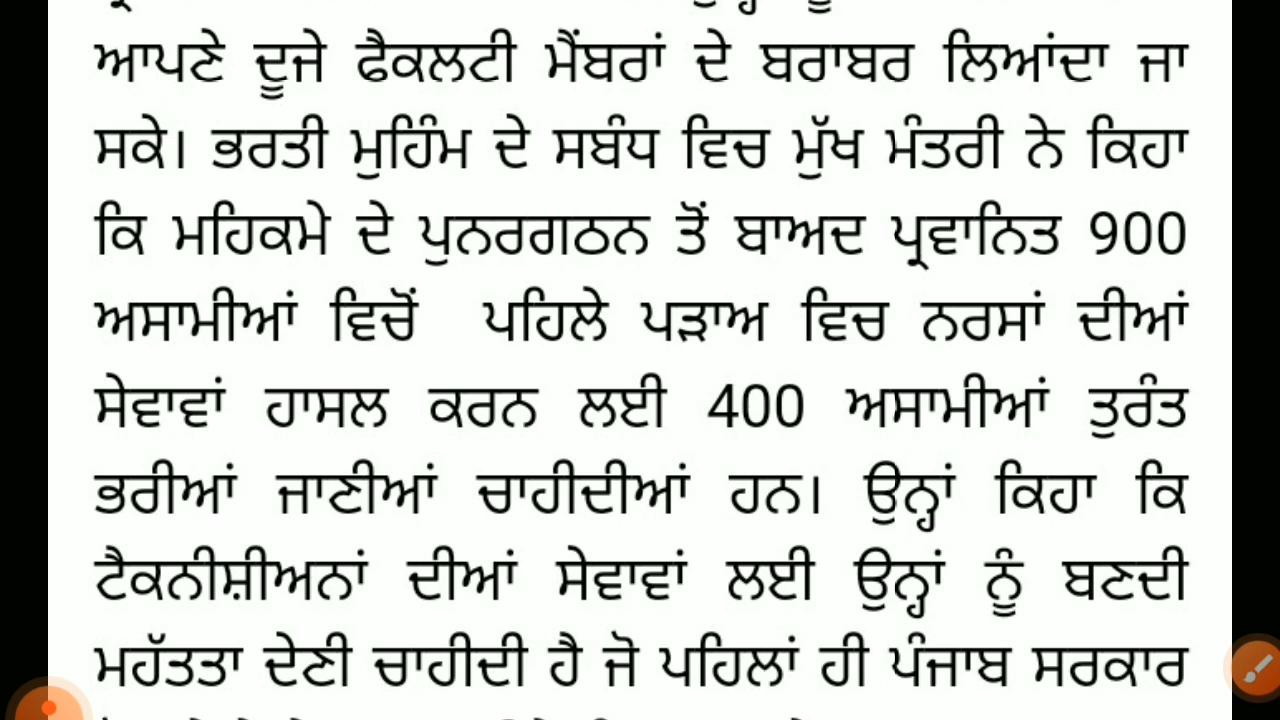 ਆਪਣੇ ਦੂਜੇ ਫੈਕਲਟੀ ਮੈਂਬਰਾਂ ਦੇ ਬਰਾਬਰ ਲਿਆਂਦਾ ਜਾ
ਸਕੇ। ਭਰਤੀ ਮੁਹਿੰਮ ਦੇ ਸਬੰਧ ਵਿਚ ਮੁੱਖ ਮੰਤਰੀ ਨੇ ਕਿਹਾ
ਕਿ ਮਹਿਕਮੇ ਦੇ ਪੁਨਰਗਠਨ ਤੋਂ ਬਾਅਦ ਪ੍ਰਵਾਨਿਤ 900
ਅਸਾਮੀਆਂ ਵਿਚੋਂ ਪਹਿਲੇ ਪੜਾਅ ਵਿਚ ਨਰਸਾਂ ਦੀਆਂ
ਸੇਵਾਵਾਂ ਹਾਸਲ ਕਰਨ ਲਈ 400 ਅਸਾਮੀਆਂ ਤੁਰੰਤ
ਭਰੀਆਂ ਜਾਣੀਆਂ ਚਾਹੀਦੀਆਂ ਹਨ। ਉਨ੍ਹਾਂ ਕਿਹਾ ਕਿ
ਟੈਕਨੀਸ਼ੀਅਨਾਂ ਦੀਆਂ ਸੇਵਾਵਾਂ ਲਈ ਉਨ੍ਹਾਂ ਨੂੰ ਬਣਦੀ
ਮਹੱਤਤਾ ਦੇਣੀ ਚਾਹੀਦੀ ਹੈ ਜੋ ਪਹਿਲਾਂ ਹੀ ਪੰਜਾਬ ਸਰਕਾਰ